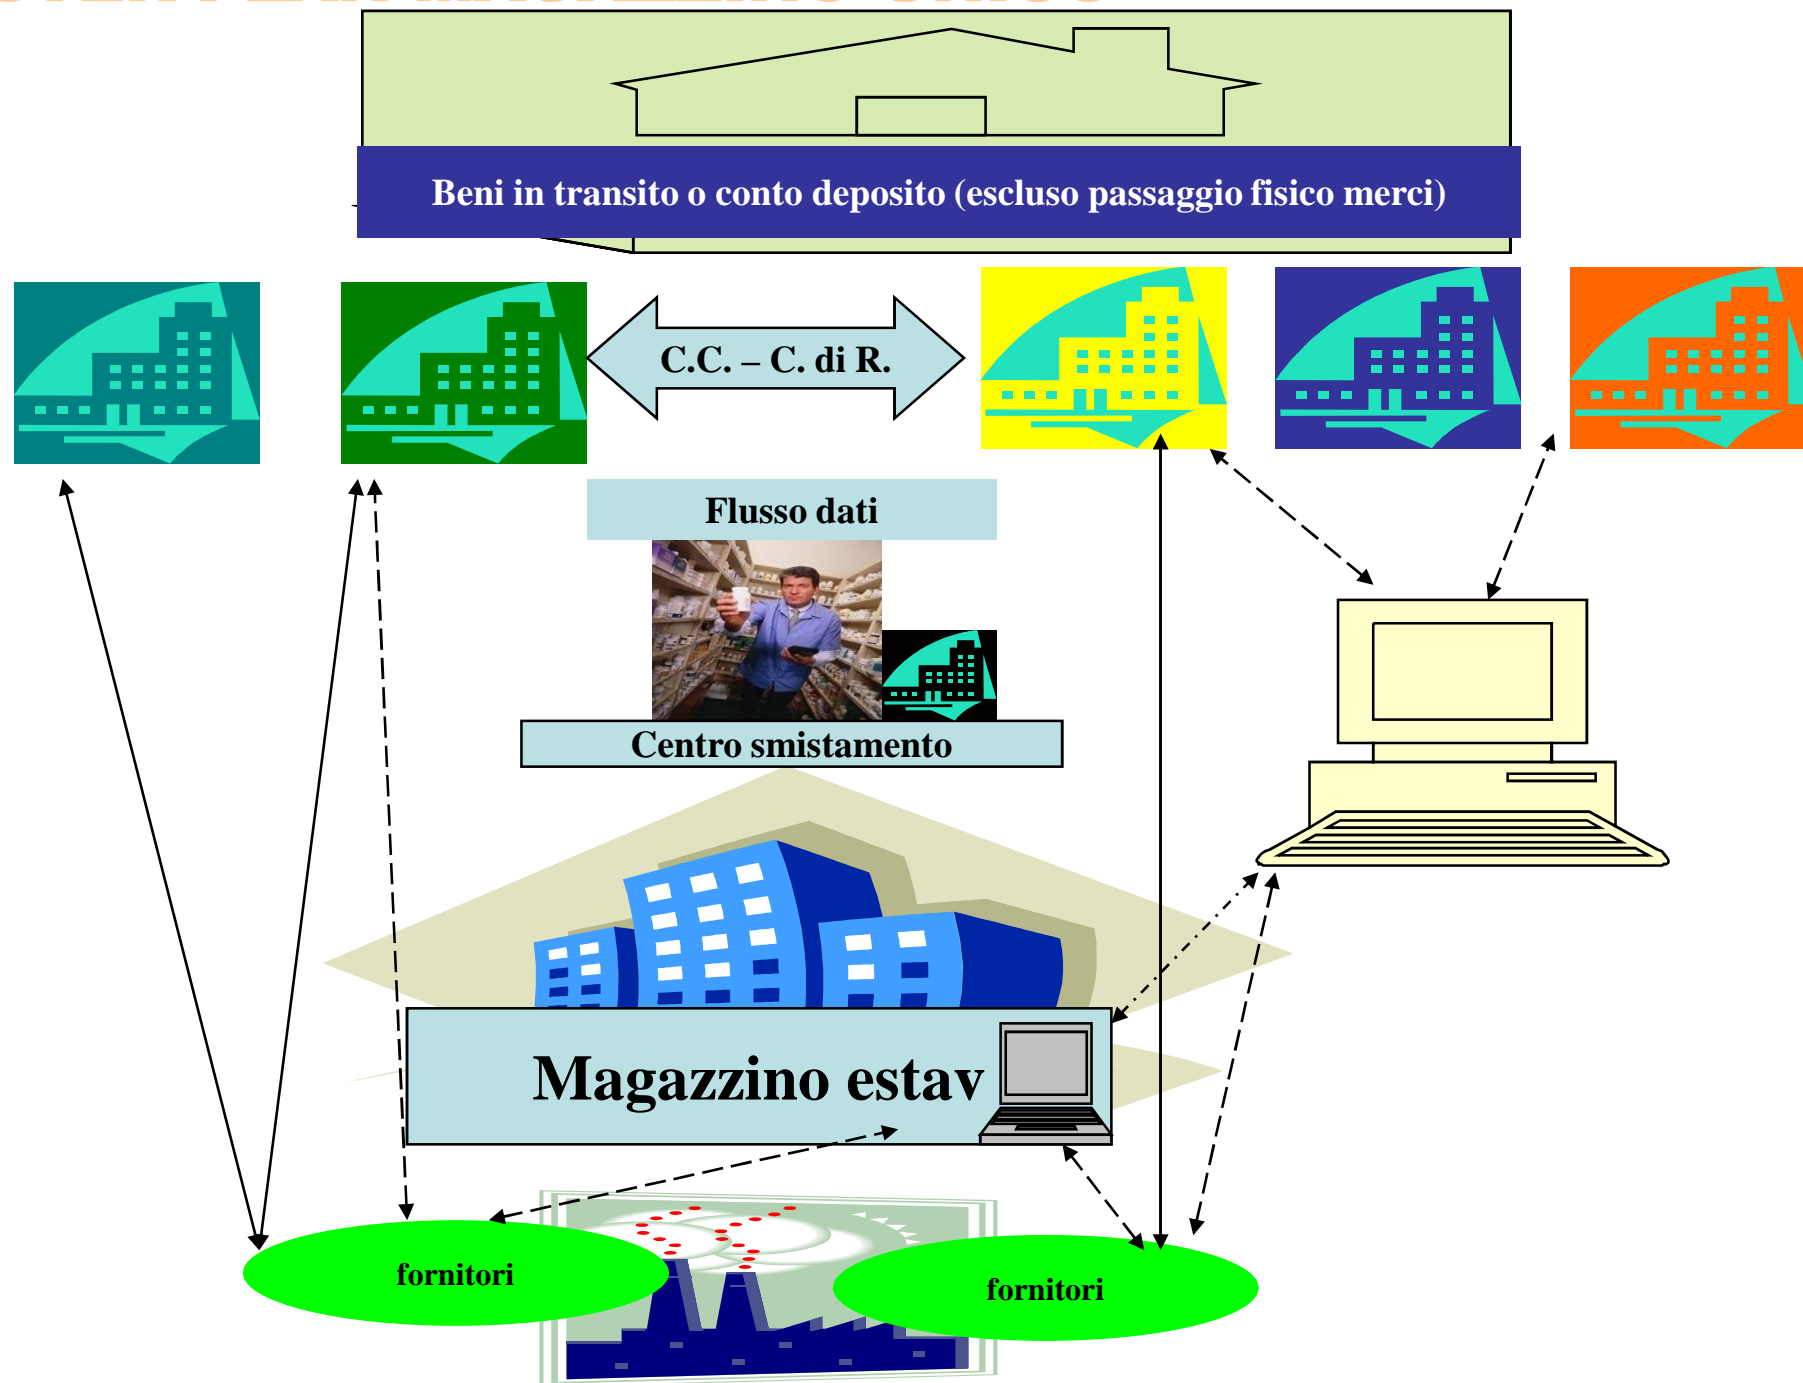 Beni in transito o conto deposito (escluso passaggio fisico merci)
C.C. – C. di R.
Flusso dati
Centro smistamento
Magazzino estav
fornitori
fornitori